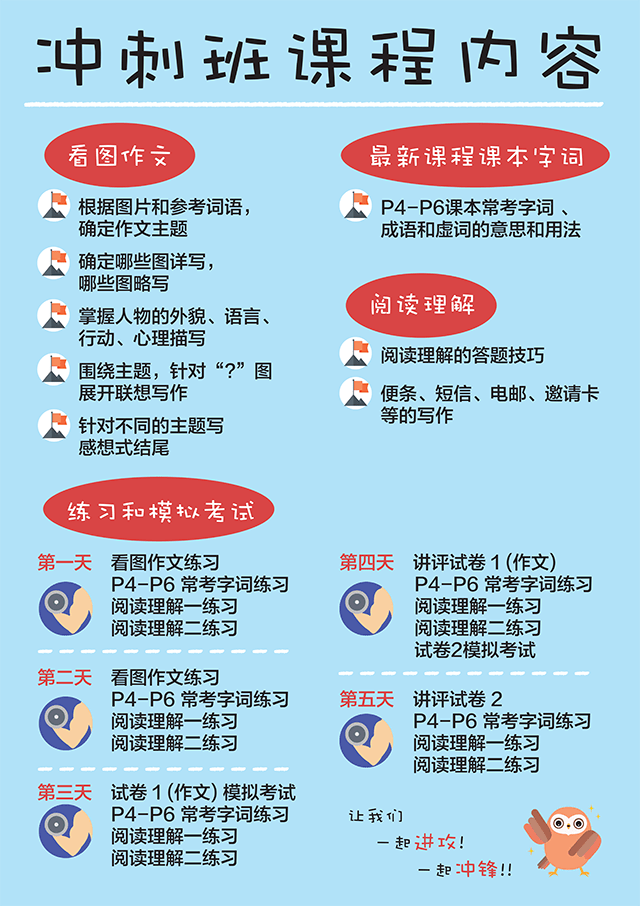 冲刺班课程内容
看图作文
根据图片和参考词语，
确定作文主题
确定哪些图详写，
哪些图略写
掌握人物的外貌、语言、
行动、心理描写
围绕主题，针对“?”图
展开联想写作
针对不同的主题写
感想式结尾
最新课程课本字词
P4-P6课本常考字词、
成语和虚词的意思和用法
阅读理解
阅读理解的答题技巧
便条、短信、电邮、邀请卡
等的写作
练习和模拟考试
第一天
看图作文练习
P4-P6 常考字词练习
阅读理解一练习
阅读理解二练习
第二天
看图作文练习
P4-P6 常考字词练习
阅读理解一练习
阅读理解二练习
第三天
试卷 1 (作文) 模拟考试
P4-P6 常考字词练习
阅读理解一练习
阅读理解二练习
第四天
讲评试卷 1 (作文)
P4-P6 常考字词练习
阅读理解一练习
阅读理解二练习
试卷2模拟考试
第五天
讲评试卷 2
P4-P6 常考字词练习
阅读理解一练习
阅读理解二练习
让我们
一起进攻!
一起冲锋!!